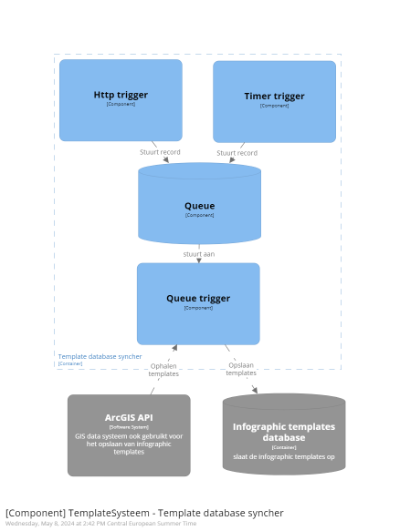 Http trigger
[Component]
Timer trigger
[Component]
Stuurt record
Stuurt record
Queue
[Component]
stuurt aan
Queue trigger
[Component]
Template database syncher
[Container]
Ophalen
templates
Opslaan
templates
ArcGIS API
[Software System]
GIS data systeem ook gebruikt voor
het opslaan van infographic
templates
Infographic templates
database
[Container]
slaat de infographic templates op
[Component] TemplateSysteem - Template database syncher
Wednesday, May 8, 2024 at 2:42 PM Central European Summer Time